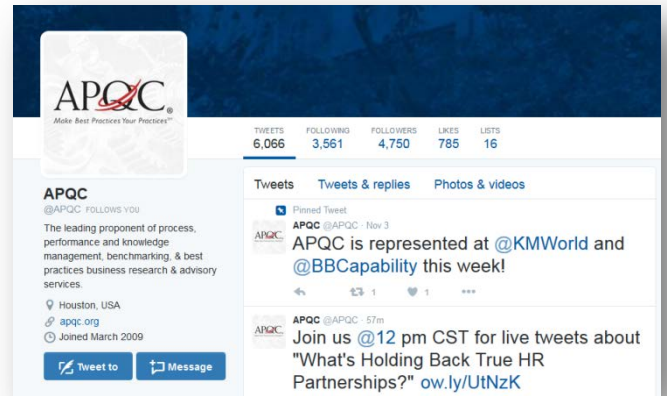 APQC®
Make Best Practices Your Practices℠
TWEETS FOLLOWING FOLLOWERS LIKES LISTS
6,066 3,561 4,750 785 16
APQC
@APQC FOLLOWS YOU
The leading proponent of process,
performance and knowledge
management, benchmarking, & best
practices business research & advisory
services.
Houston, USA
apqc.org
Joined March 2009
Tweet to Message
Tweets Tweets & replies Photos & videos
Pinned Tweet
APQC @APQC · Nov 3
APQC is represented at @KMWorld and
@BBCapability this week!
1 1
APQC @APQC · 57m
Join us @12 pm CST for live tweets about
"What's Holding Back True HR
Partnerships?" ow.ly/UtNzK